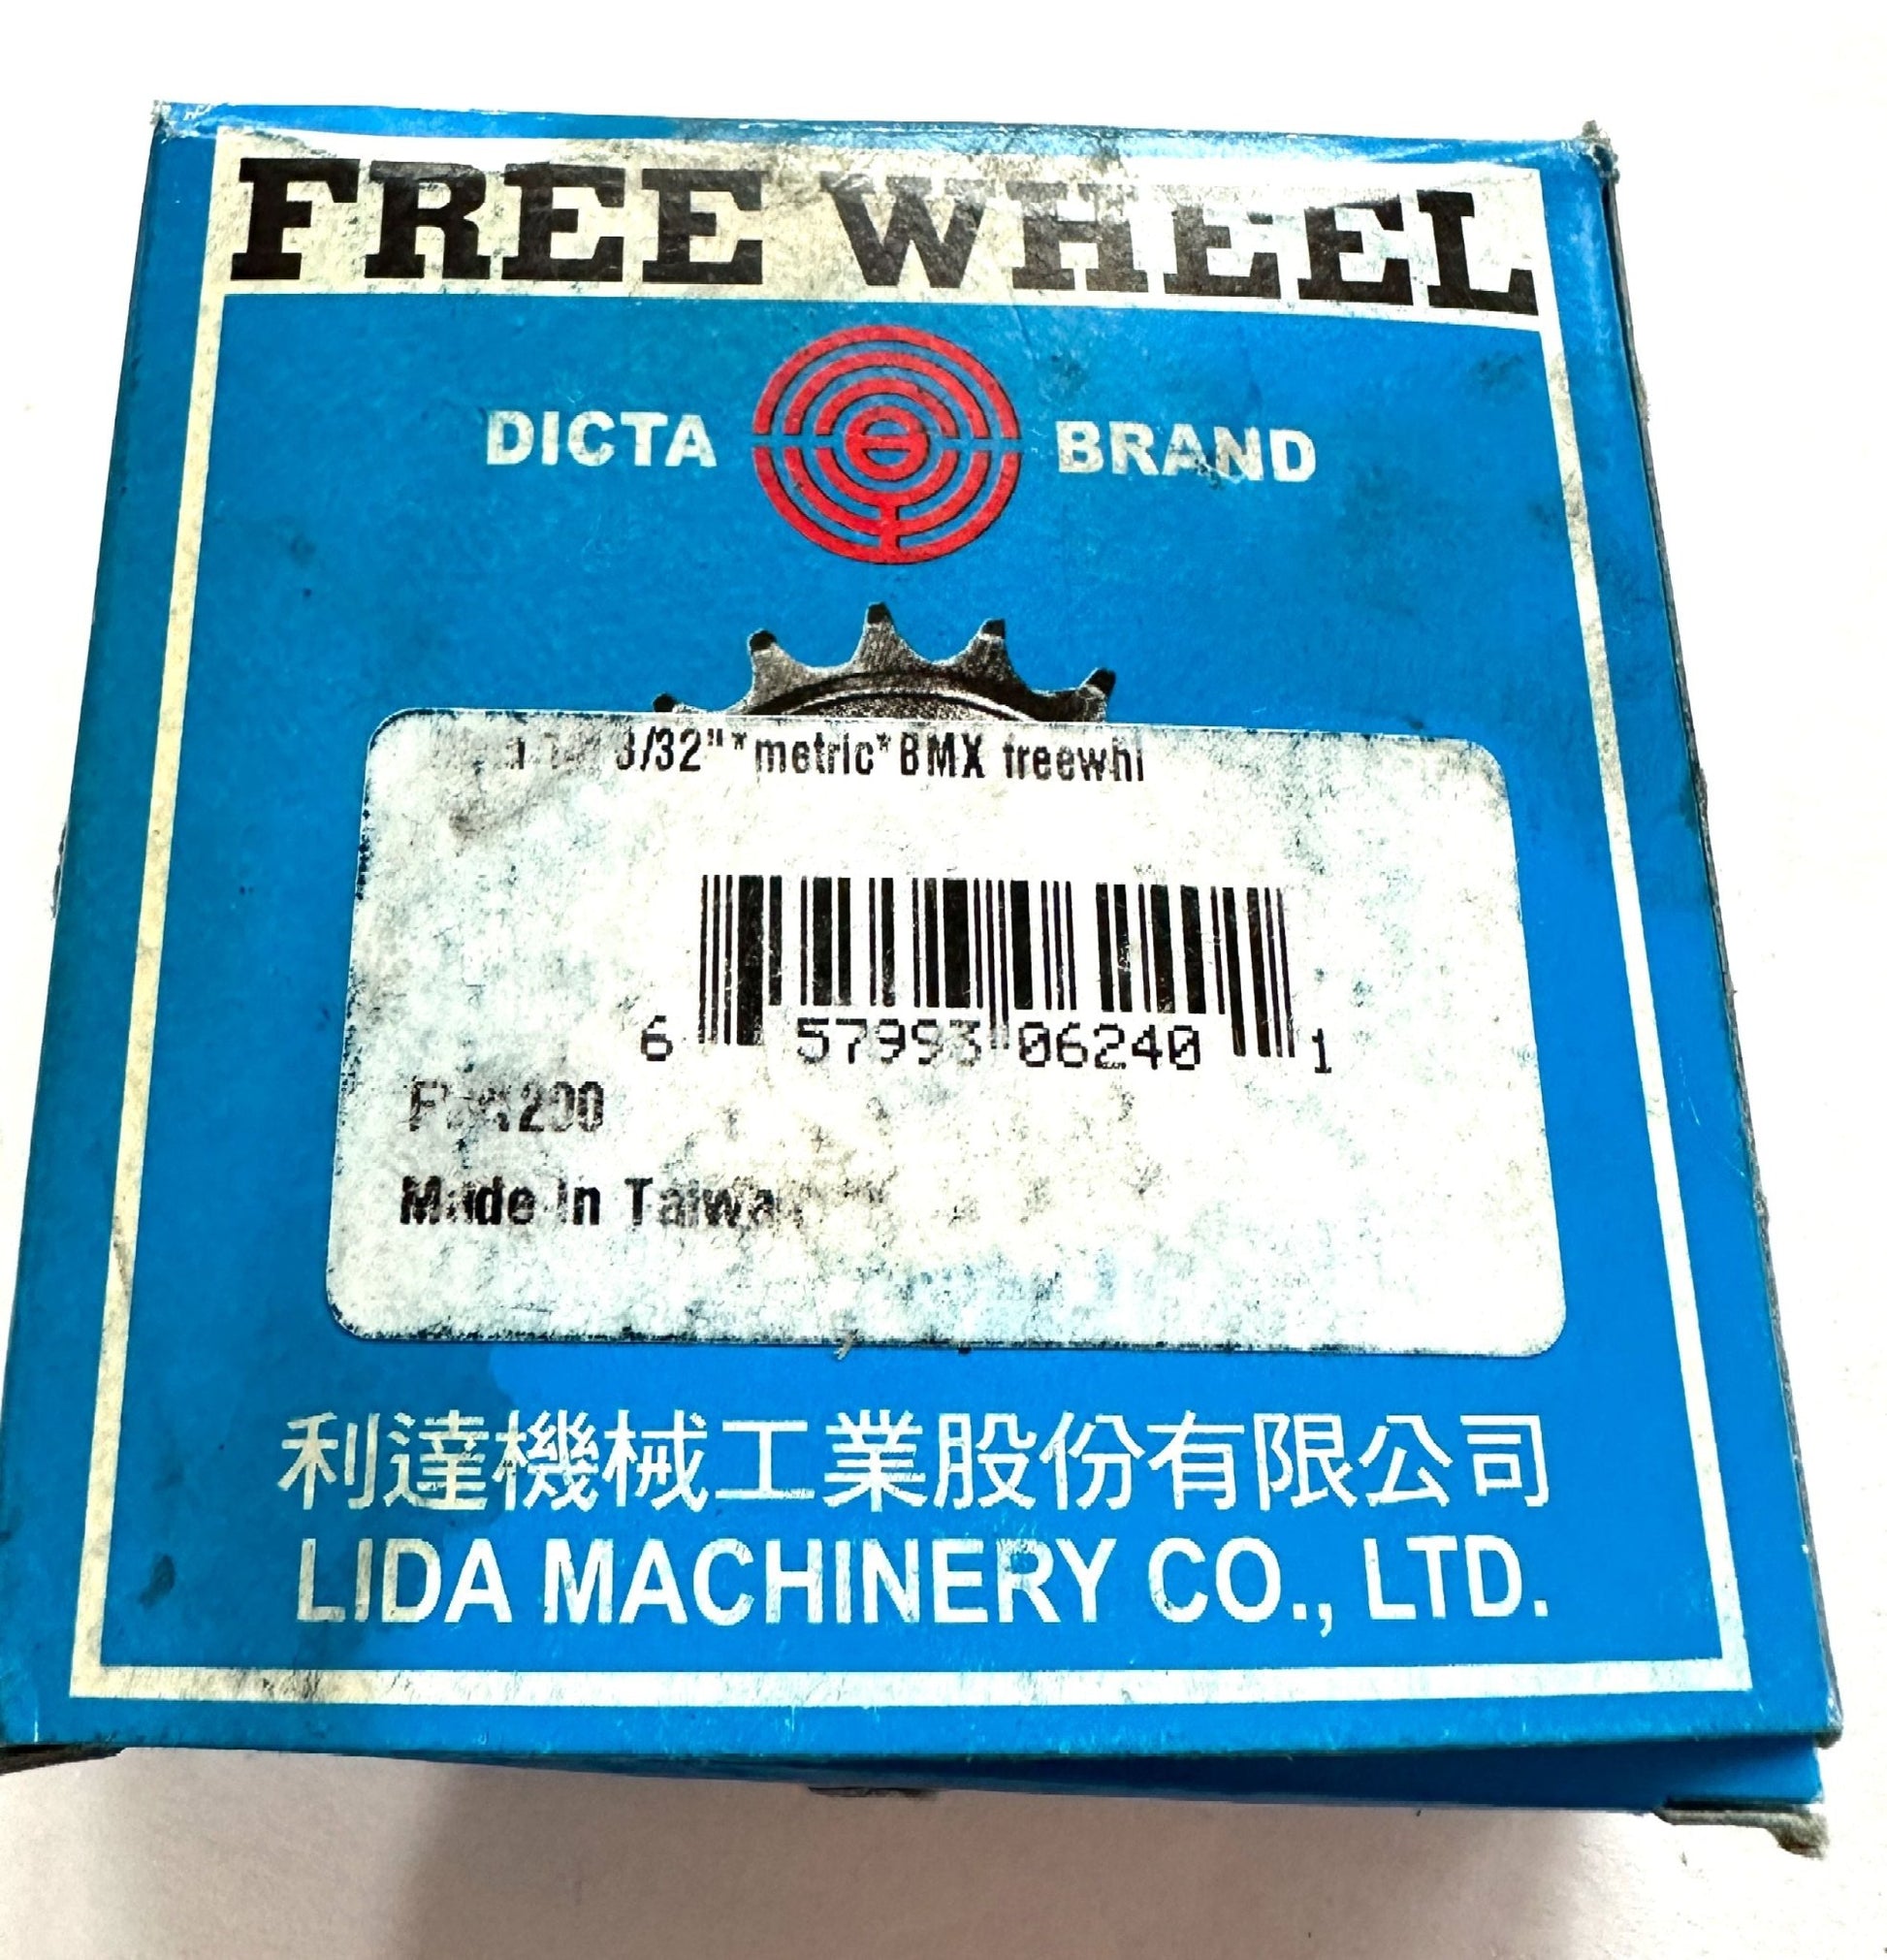 FREE WHEEL
DICTA BRAND
3/32" *metric* BMX freewhl
6 57993 06240 1
Made in
利達機械工業股份有限公司
LIDA MACHINERY CO., LTD.